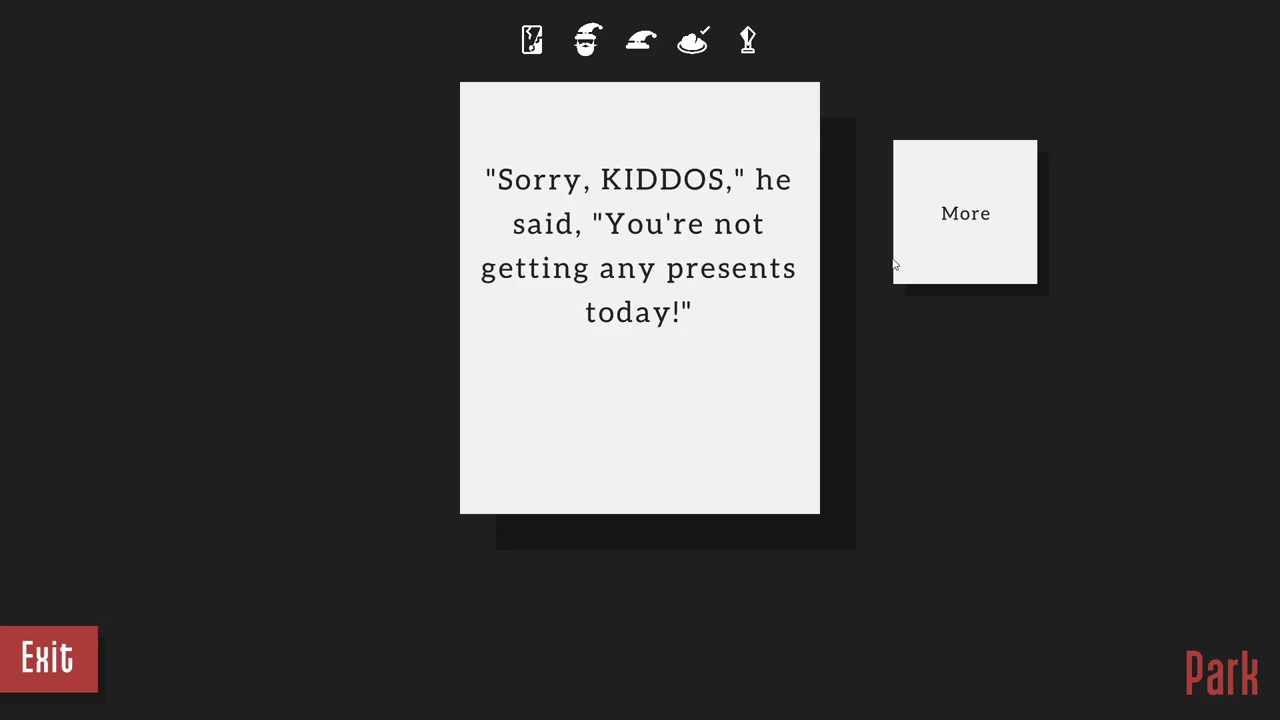 "Sorry, KIDDOS," he
said, "You're not
getting any presents
today!"
More
Exit
Park